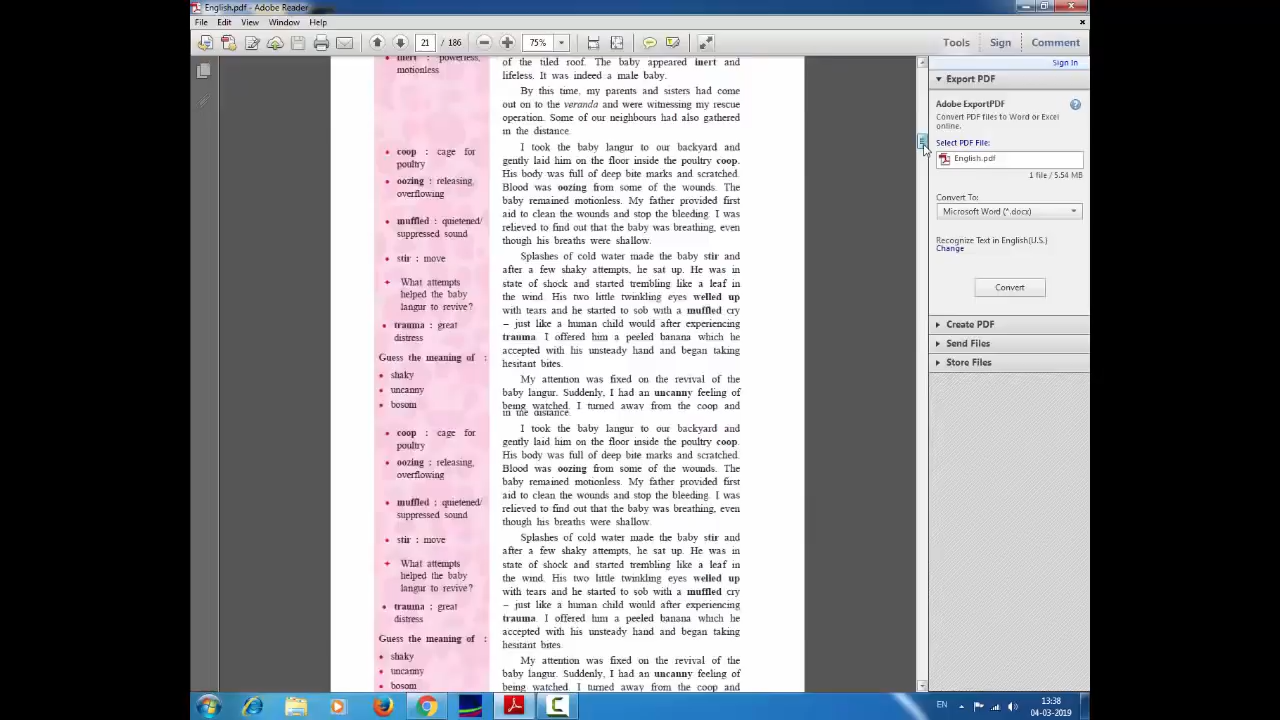 English.pdf - Adobe Reader
File Edit View Window Help
21 / 186 75% Tools Sign Comment
Sign In
Export PDF
Adobe ExportPDF
Convert PDF files to Word or Excel
online.
Select PDF File:
English.pdf
1 file / 5.54 MB
Convert To:
Microsoft Word (*.docx)
Recognize Text in English(U.S.)
Change
Convert
Create PDF
Send Files
Store Files
inert : powerless,
motionless
coop : cage for
poultry
oozing : releasing,
overflowing
muffled : quietened/
suppressed sound
stir : move
What attempts
helped the baby
langur to revive?
trauma : great
distress
Guess the meaning of :
shaky
uncanny
bosom
coop : cage for
poultry
oozing : releasing,
overflowing
muffled : quietened/
suppressed sound
stir : move
What attempts
helped the baby
langur to revive?
trauma : great
distress
Guess the meaning of :
shaky
uncanny
bosom
of the tiled roof. The baby appeared inert and
lifeless. It was indeed a male baby.
By this time, my parents and sisters had come
out on to the veranda and were witnessing my rescue
operation. Some of our neighbours had also gathered
in the distance.
I took the baby langur to our backyard and
gently laid him on the floor inside the poultry coop.
His body was full of deep bite marks and scratched.
Blood was oozing from some of the wounds. The
baby remained motionless. My father provided first
aid to clean the wounds and stop the bleeding. I was
relieved to find out that the baby was breathing, even
though his breaths were shallow.
Splashes of cold water made the baby stir and
after a few shaky attempts, he sat up. He was in
state of shock and started trembling like a leaf in
the wind. His two little twinkling eyes welled up
with tears and he started to sob with a muffled cry
– just like a human child would after experiencing
trauma. I offered him a peeled banana which he
accepted with his unsteady hand and began taking
hesitant bites.
My attention was fixed on the revival of the
baby langur. Suddenly, I had an uncanny feeling of
being watched. I turned away from the coop and
in the distance.
I took the baby langur to our backyard and
gently laid him on the floor inside the poultry coop.
His body was full of deep bite marks and scratched.
Blood was oozing from some of the wounds. The
baby remained motionless. My father provided first
aid to clean the wounds and stop the bleeding. I was
relieved to find out that the baby was breathing, even
though his breaths were shallow.
Splashes of cold water made the baby stir and
after a few shaky attempts, he sat up. He was in
state of shock and started trembling like a leaf in
the wind. His two little twinkling eyes welled up
with tears and he started to sob with a muffled cry
– just like a human child would after experiencing
trauma. I offered him a peeled banana which he
accepted with his unsteady hand and began taking
hesitant bites.
My attention was fixed on the revival of the
baby langur. Suddenly, I had an uncanny feeling of
being watched. I turned away from the coop and
EN
13:38
04-03-2019